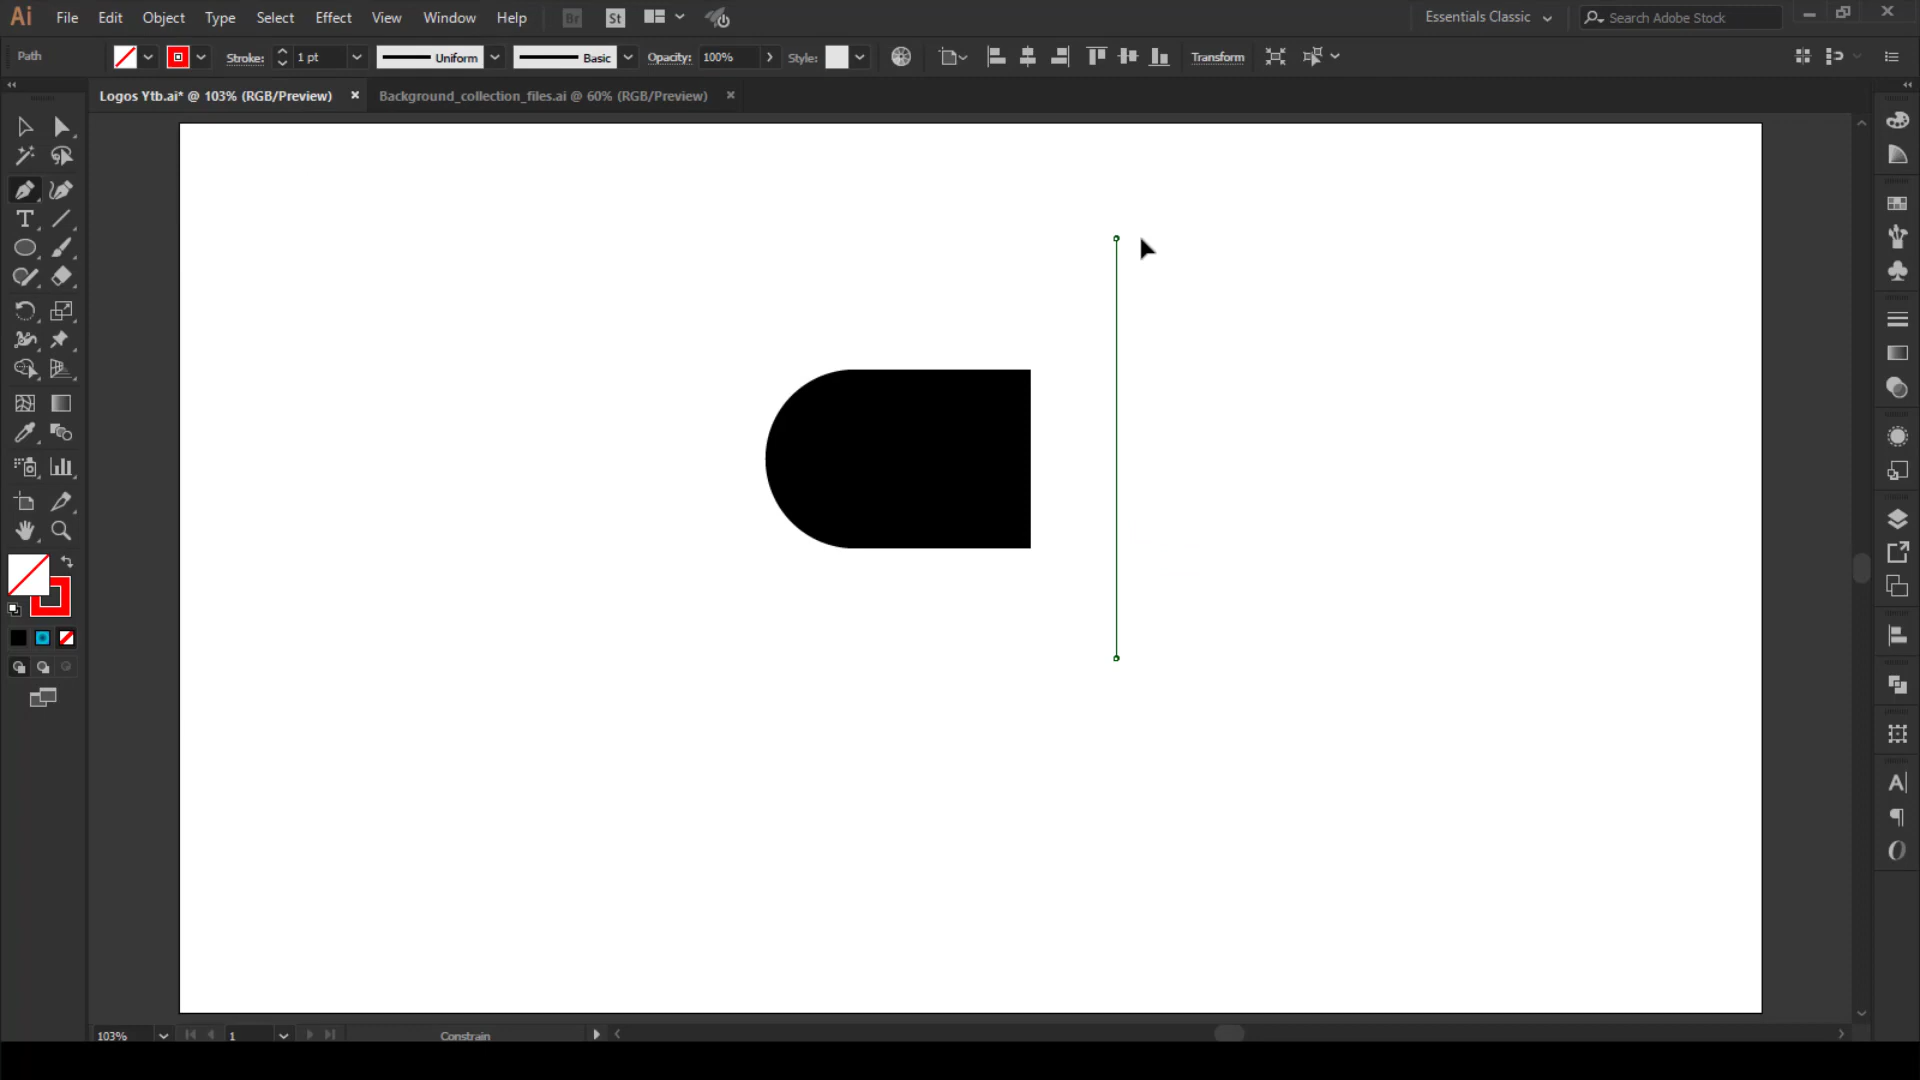 Ai File Edit Object Type Select Effect View Window Help Br St Essentials Classic Search Adobe Stock
Path Stroke: 1 pt Uniform Basic Opacity: 100% Style: Transform
Logos Ytb.ai* @ 103% (RGB/Preview) × Background_collection_files.ai @ 60% (RGB/Preview) ×
103% 1 Constrain